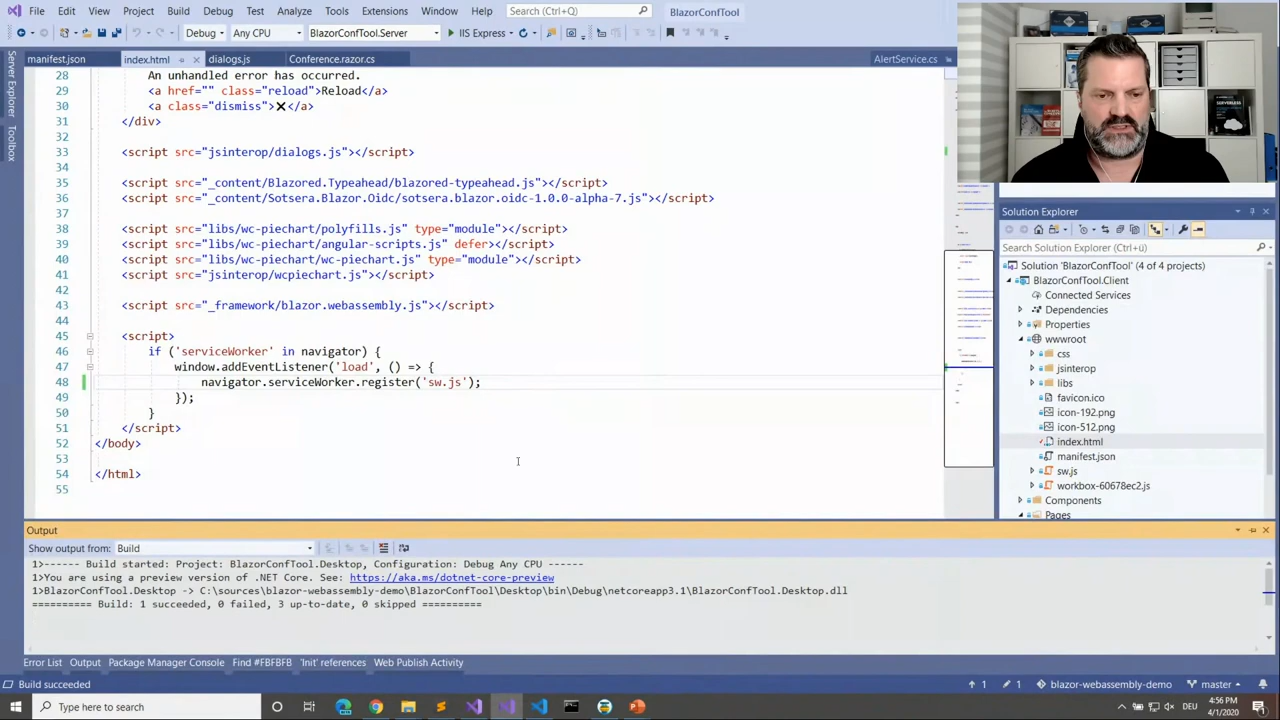 File Edit View Project Build Debug Test Analyze Tools Extensions Window Help Search (Ctrl+Q) BlazorConfTool
Debug Any CPU BlazorConfTool.Server IIS Express
manifest.json index.html dialogs.js Conference.razor.cs AlertService.cs
Server Explorer
Toolbox
28 An unhandled error has occurred.
29 <a href="" class="reload">Reload</a>
30 <a class="dismiss">🗙</a>
31 </div>
32
33 <script src="jsinterop/dialogs.js"></script>
34
35 <script src="_content/Blazored.Typeahead/blazored-typeahead.js"></script>
36 <script src="_content/Sotsera.Blazor.Oidc/sotsera.blazor.oidc-1.0.0-alpha-7.js"></script>
37
38 <script src="libs/wc-piechart/polyfills.js" type="module"></script>
39 <script src="libs/wc-piechart/angular-scripts.js" defer></script>
40 <script src="libs/wc-piechart/wc-piechart.js" type="module"></script>
41 <script src="jsinterop/wcpiechart.js"></script>
42
43 <script src="_framework/blazor.webassembly.js"></script>
44
45 <script>
46 if ('serviceWorker' in navigator) {
47 window.addEventListener('load', () => {
48 navigator.serviceWorker.register('sw.js');
49 });
50 }
51 </script>
52 </body>
53
54 </html>
55
SERVERLESS
Solution Explorer
Search Solution Explorer (Ctrl+ü)
Solution 'BlazorConfTool' (4 of 4 projects)
BlazorConfTool.Client
Connected Services
Dependencies
Properties
wwwroot
css
jsinterop
libs
favicon.ico
icon-192.png
icon-512.png
index.html
manifest.json
sw.js
workbox-60678ec2.js
Components
Pages
Output
Show output from: Build
1>------ Build started: Project: BlazorConfTool.Desktop, Configuration: Debug Any CPU ------
1>You are using a preview version of .NET Core. See: https://aka.ms/dotnet-core-preview
1>BlazorConfTool.Desktop -> C:\sources\blazor-webassembly-demo\BlazorConfTool\Desktop\bin\Debug\netcoreapp3.1\BlazorConfTool.Desktop.dll
========== Build: 1 succeeded, 0 failed, 3 up-to-date, 0 skipped ==========
Error List Output Package Manager Console Find #FBFBFB 'Init' references Web Publish Activity
Build succeeded 1 1 blazor-webassembly-demo master
Type here to search DEU 4:56 PM
4/1/2020